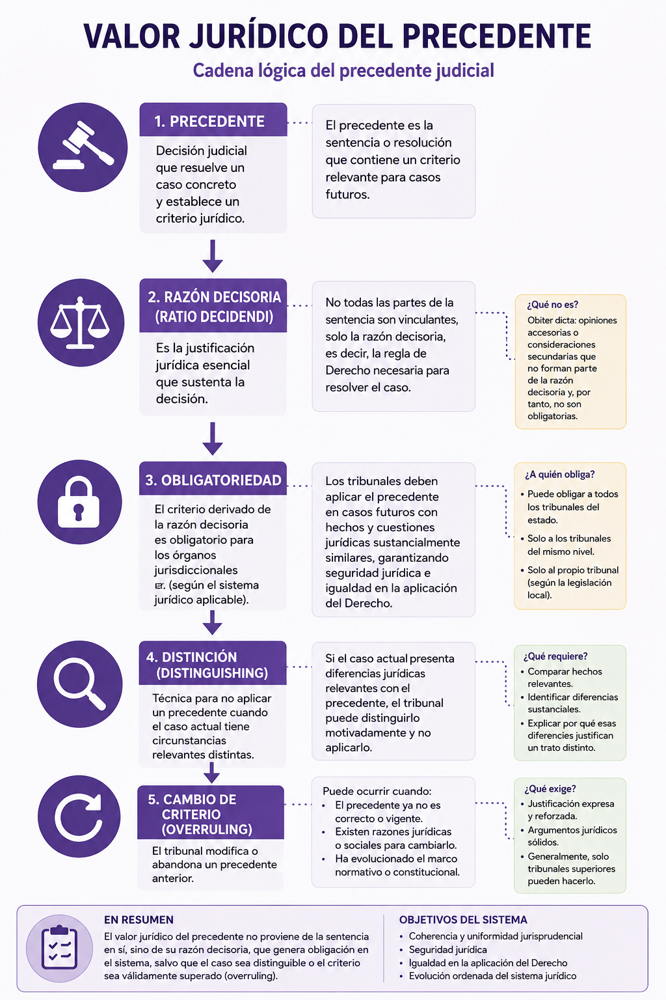 VALOR JURÍDICO DEL PRECEDENTE
Cadena lógica del precedente judicial
1. PRECEDENTE
Decisión judicial
que resuelve un
caso concreto
y establece un
criterio jurídico.
El precedente es la
sentencia o resolución
que contiene un criterio
relevante para casos
futuros.
2. RAZÓN DECISORIA
(RATIO DECIDENDI)
Es la justificación
jurídica esencial
que sustenta la
decisión.
No todas las partes de la
sentencia son vinculantes,
solo la razón decisoria,
es decir, la regla de
Derecho necesaria para
resolver el caso.
¿Qué no es?
Obiter dicta: opiniones
accesorias o
consideraciones
secundarias que
no forman parte
de la razón
decisoria y, por
tanto, no son
obligatorias.
3. OBLIGATORIEDAD
El criterio derivado de
la razón decisoria
es obligatorio para
los órganos
jurisdiccionales
(según el sistema
jurídico aplicable).
Los tribunales deben
aplicar el precedente
en casos futuros con
hechos y cuestiones
jurídicas sustancialmente
similares, garantizando
seguridad jurídica e
igualdad en la aplicación
del Derecho.
¿A quién obliga?
• Puede obligar a todos
los tribunales del
estado.
• Solo a los tribunales
del mismo nivel.
• Solo al propio tribunal
(según la legislación
local).
4. DISTINCIÓN
(DISTINGUISHING)
Técnica para no aplicar
un precedente cuando
el caso actual tiene
circunstancias
relevantes distintas.
Si el caso actual presenta
diferencias jurídicas
relevantes con el
precedente, el tribunal
puede distinguirlo
motivadamente y no
aplicarlo.
¿Qué requiere?
• Comparar hechos
relevantes.
• Identificar diferencias
sustanciales.
• Explicar por qué esas
diferencies justifican
un trato distinto.
5. CAMBIO DE
CRITERIO
(OVERRULING)
El tribunal modifica o
abandona un precedente
anterior.
Puede ocurrir cuando:
• El precedente ya no es
correcto o vigente.
• Existen razones jurídicas
o sociales para cambiarlo.
• Ha evolucionado el marco
normativo o constitucional.
¿Qué exige?
• Justificación expresa
y reforzada.
• Argumentos jurídicos
sólidos.
• Generalmente, solo
tribunales superiores
pueden hacerlo.
EN RESUMEN
El valor jurídico del precedente no proviene de la sentencia
en sí, sino de su razón decisoria, que genera obligación en
el sistema, salvo que el caso sea distinguible o el criterio
sea válidamente superado (overruling).
OBJETIVOS DEL SISTEMA
• Coherencia y uniformidad jurisprudencial
• Seguridad jurídica
• Igualdad en la aplicación del Derecho
• Evolución ordenada del sistema jurídico